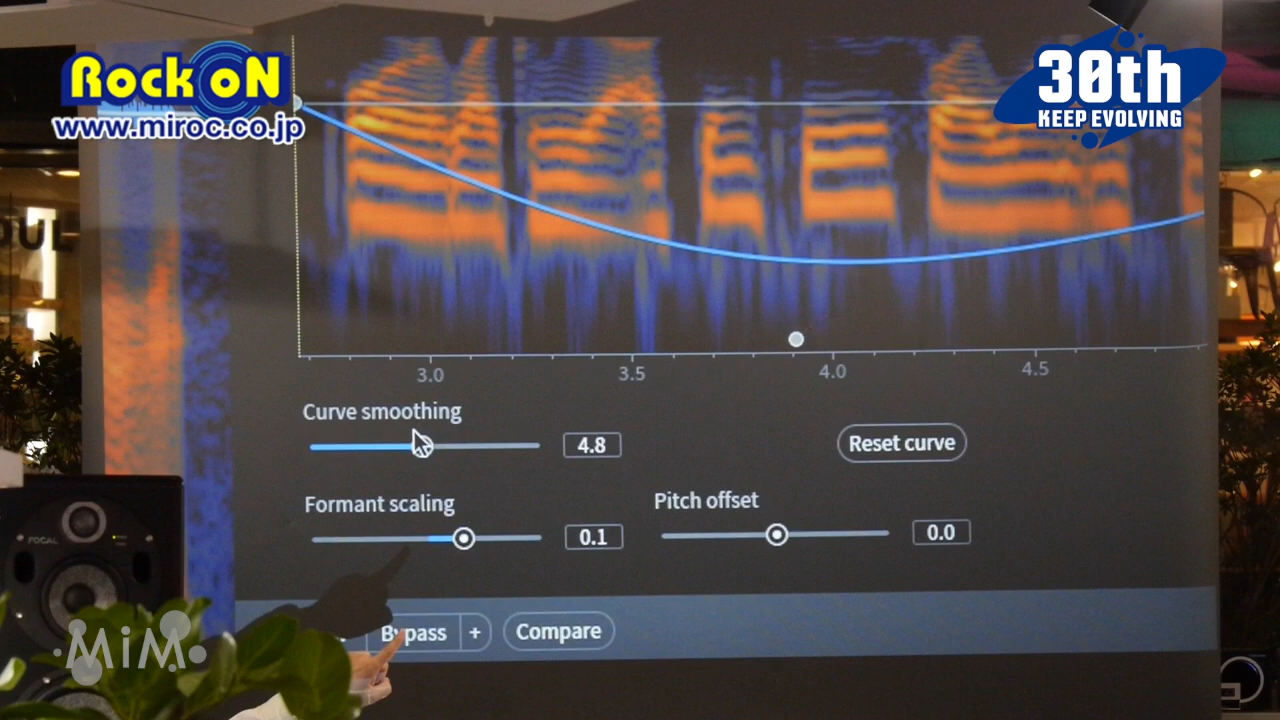 Rock oN
www.miroc.co.jp
30th
KEEP EVOLVING
3.0
3.5
4.0
4.5
Curve smoothing
4.8
Reset curve
Formant scaling
0.1
Pitch offset
0.0
Bypass
+
Compare
FOCAL
MiM